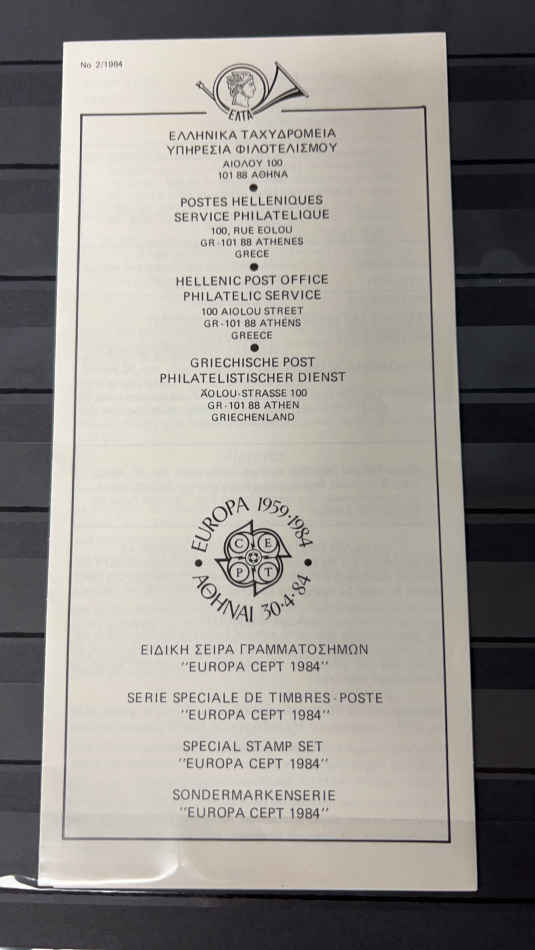 No 2/1984
ΕΛΤΑ
ΕΛΛΗΝΙΚΑ ΤΑΧΥΔΡΟΜΕΙΑ
ΥΠΗΡΕΣΙΑ ΦΙΛΟΤΕΛΙΣΜΟΥ
ΑΙΟΛΟΥ 100
101 88 ΑΘΗΝΑ
POSTES HELLENIQUES
SERVICE PHILATELIQUE
100, RUE EOLOU
GR-101 88 ATHENES
GRECE
HELLENIC POST OFFICE
PHILATELIC SERVICE
100 AIOLOU STREET
GR-101 88 ATHENS
GREECE
GRIECHISCHE POST
PHILATELISTISCHER DIENST
ÄOLOU-STRASSE 100
GR-101 88 ATHEN
GRIECHENLAND
EUROPA 1959·1984
C E
P T
ΑΘΗΝΑΙ 30·4·84
ΕΙΔΙΚΗ ΣΕΙΡΑ ΓΡΑΜΜΑΤΟΣΗΜΩΝ
''EUROPA CEPT 1984''
SERIE SPECIALE DE TIMBRES-POSTE
''EUROPA CEPT 1984''
SPECIAL STAMP SET
''EUROPA CEPT 1984''
SONDERMARKENSERIE
''EUROPA CEPT 1984''